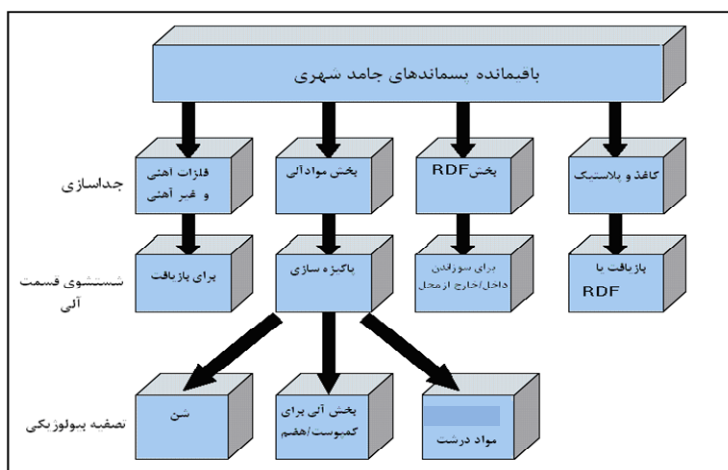 باقیمانده پسماندهای جامد شهری
جداسازی
کاغذ و پلاستیک
بخش RDF
بخش موادآلی
فلزات آهنی
و غیر آهنی
شستشوی قسمت
آلی
بازیافت یا
RDF
برای سوزاندن
داخل/خارج ازمحل
پاکیزه سازی
برای بازیافت
تصفیه بیولوژیکی
مواد درشت
بخش آلی برای
کمپوست/هضم
شن